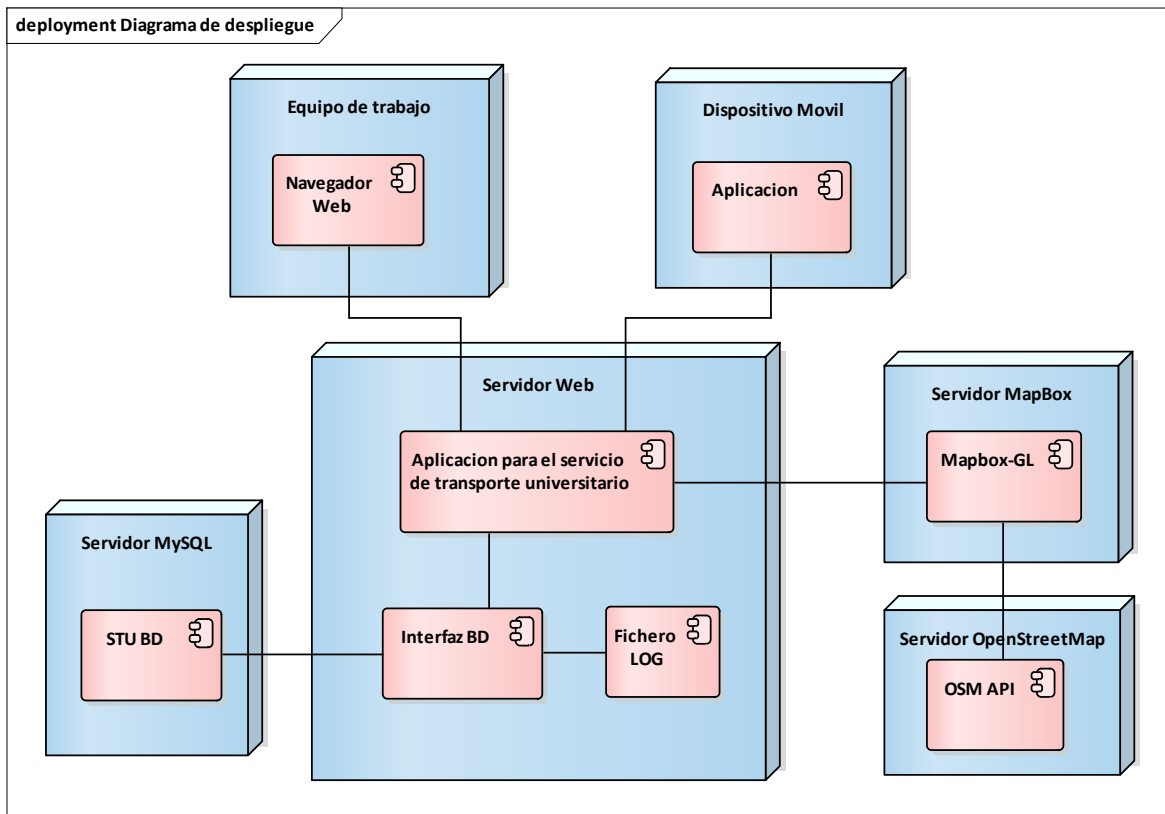 deployment Diagrama de despliegue
Equipo de trabajo
Navegador
Web
Dispositivo Movil
Aplicacion
Servidor Web
Aplicacion para el servicio
de transporte universitario
Servidor MapBox
Mapbox-GL
Servidor MySQL
STU BD
Interfaz BD
Fichero
LOG
Servidor OpenStreetMap
OSM API